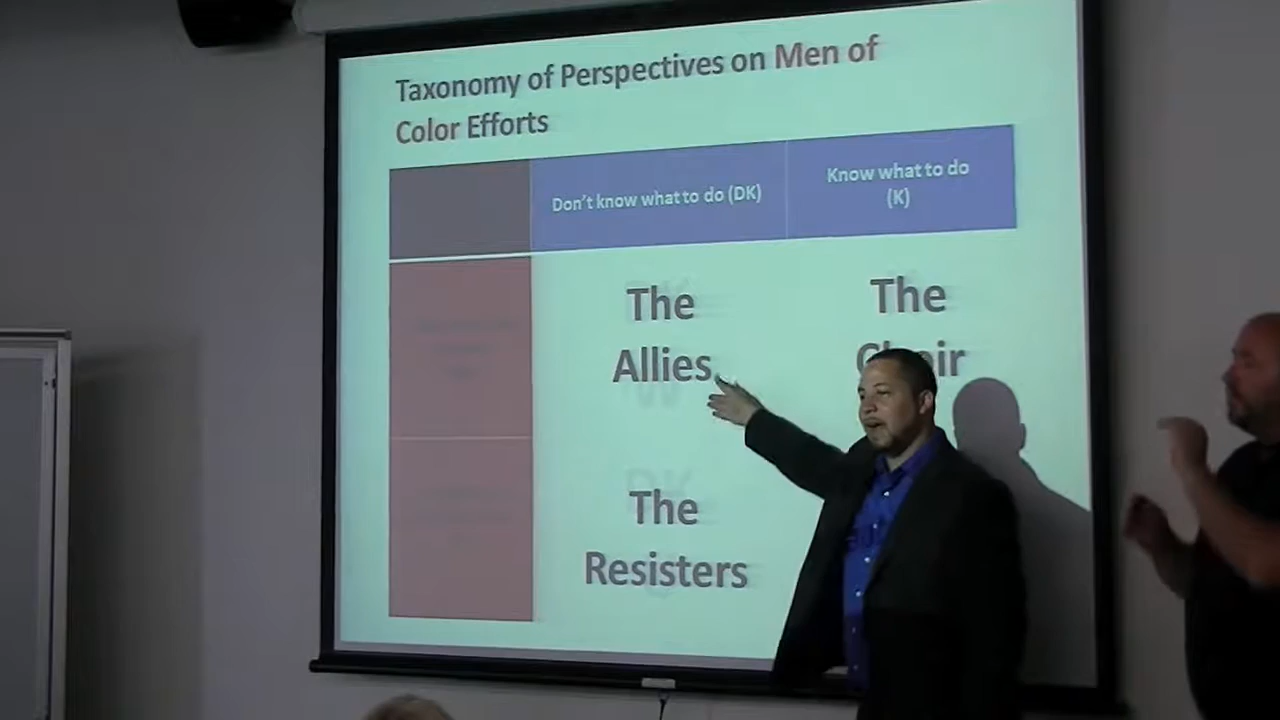 Taxonomy of Perspectives on Men of
Color Efforts
Don't know what to do (DK)
Know what to do
(K)
The
Allies
The
Choir
The
Resisters